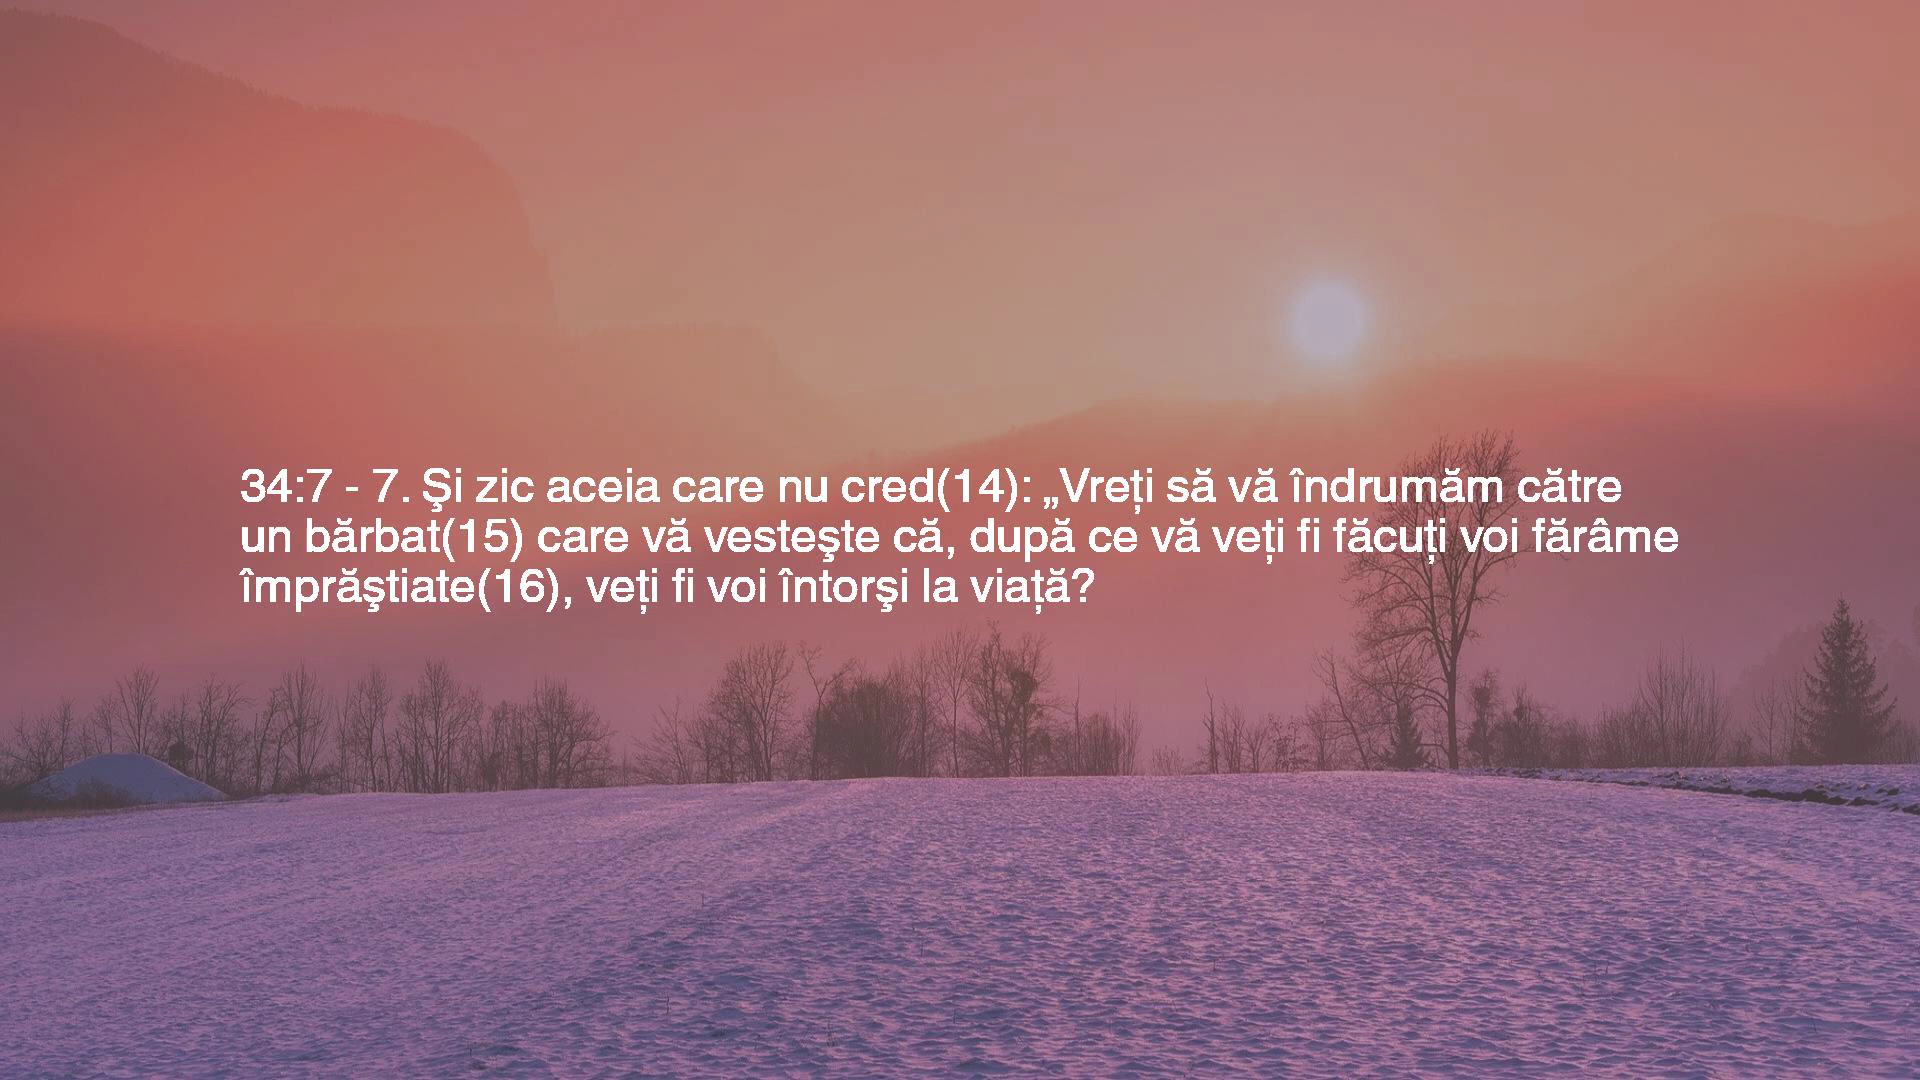 34:7 - 7. Şi zic aceia care nu cred(14): „Vreți să vă îndrumăm către
un bărbat(15) care vă vesteşte că, după ce vă veți fi făcuți voi fărâme
împrăştiate(16), veți fi voi întorşi la viață?